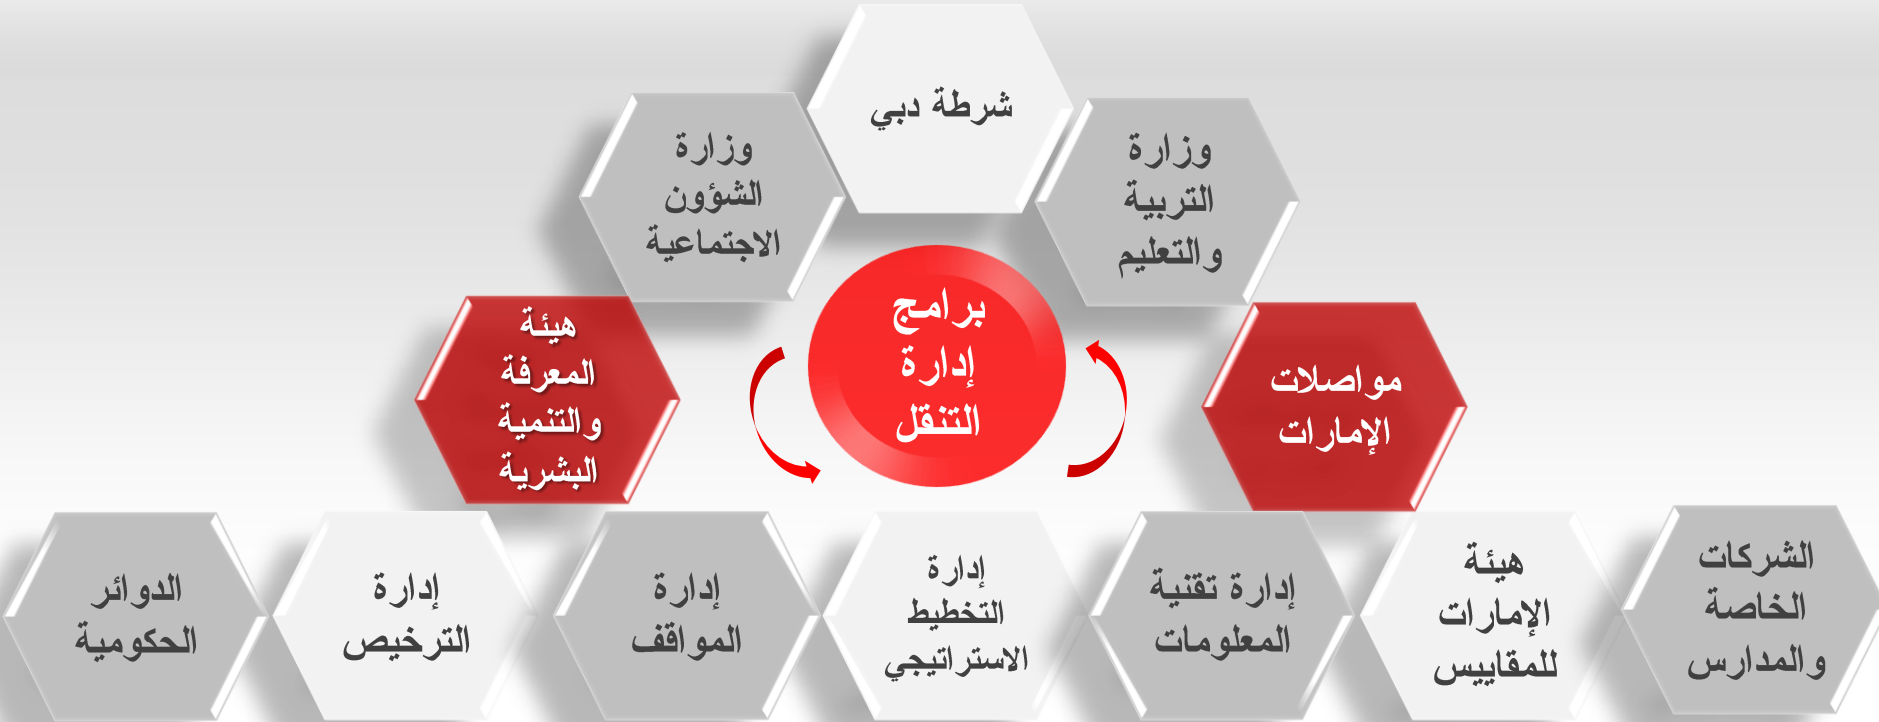 شرطة دبي
وزارة
التربية
والتعليم
وزارة
الشؤون
الاجتماعية
برامج
إدارة
التنقل
مواصلات
الإمارات
هيئة
المعرفة
والتنمية
البشرية
الشركات
الخاصة
والمدارس
هيئة
الإمارات
للمقاييس
إدارة تقنية
المعلومات
إدارة
التخطيط
الاستراتيجي
إدارة
المواقف
إدارة
الترخيص
الدوائر
الحكومية